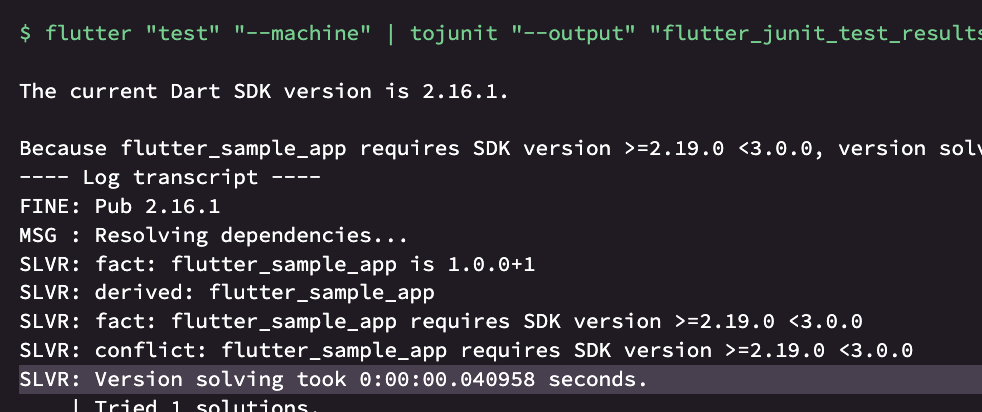 $ flutter "test" "--machine" | tojunit "--output" "flutter_junit_test_results
The current Dart SDK version is 2.16.1.
Because flutter_sample_app requires SDK version >=2.19.0 <3.0.0, version solv
---- Log transcript ----
FINE: Pub 2.16.1
MSG : Resolving dependencies...
SLVR: fact: flutter_sample_app is 1.0.0+1
SLVR: derived: flutter_sample_app
SLVR: fact: flutter_sample_app requires SDK version >=2.19.0 <3.0.0
SLVR: conflict: flutter_sample_app requires SDK version >=2.19.0 <3.0.0
SLVR: Version solving took 0:00:00.040958 seconds.
    | Tried 1 solutions.